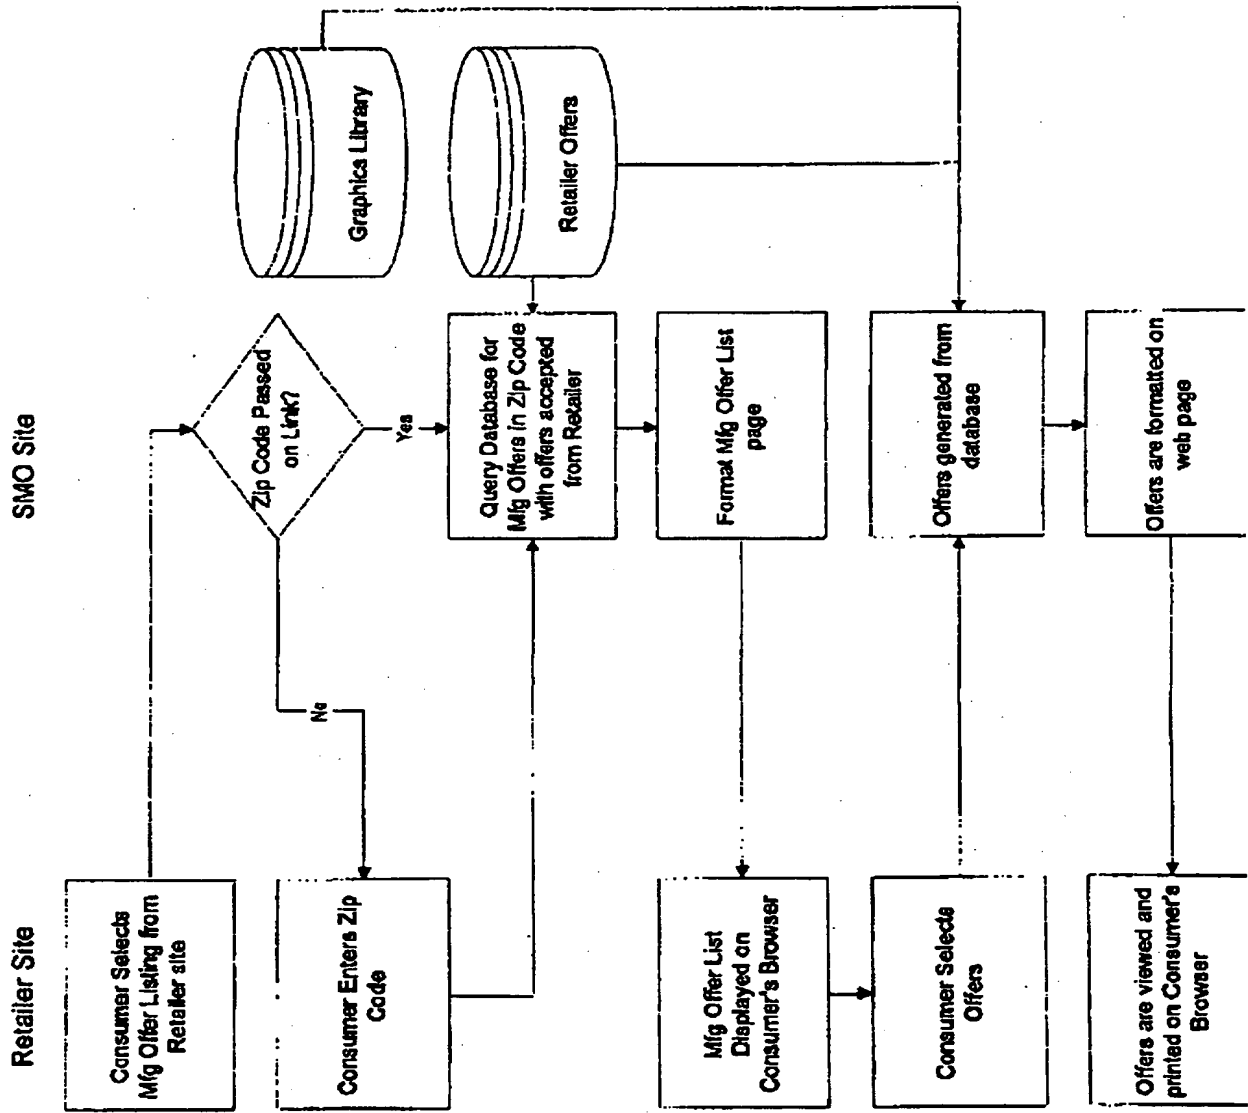 Retailer Site
SMO Site
Consumer Selects
Mfg Offer Listing from
Retailer site
Zip Code Passed
on Link?
No
Yes
Consumer Enters Zip
Code
Graphics Library
Query Database for
Mfg Offers in Zip Code
with offers accepted
from Retailer
Retailer Offers
Format Mfg Offer List
page
Mfg Offer List
Displayed on
Consumer's Browser
Consumer Selects
Offers
Offers generated from
database
Offers are formatted on
web page
Offers are viewed and
printed on Consumer's
Browser